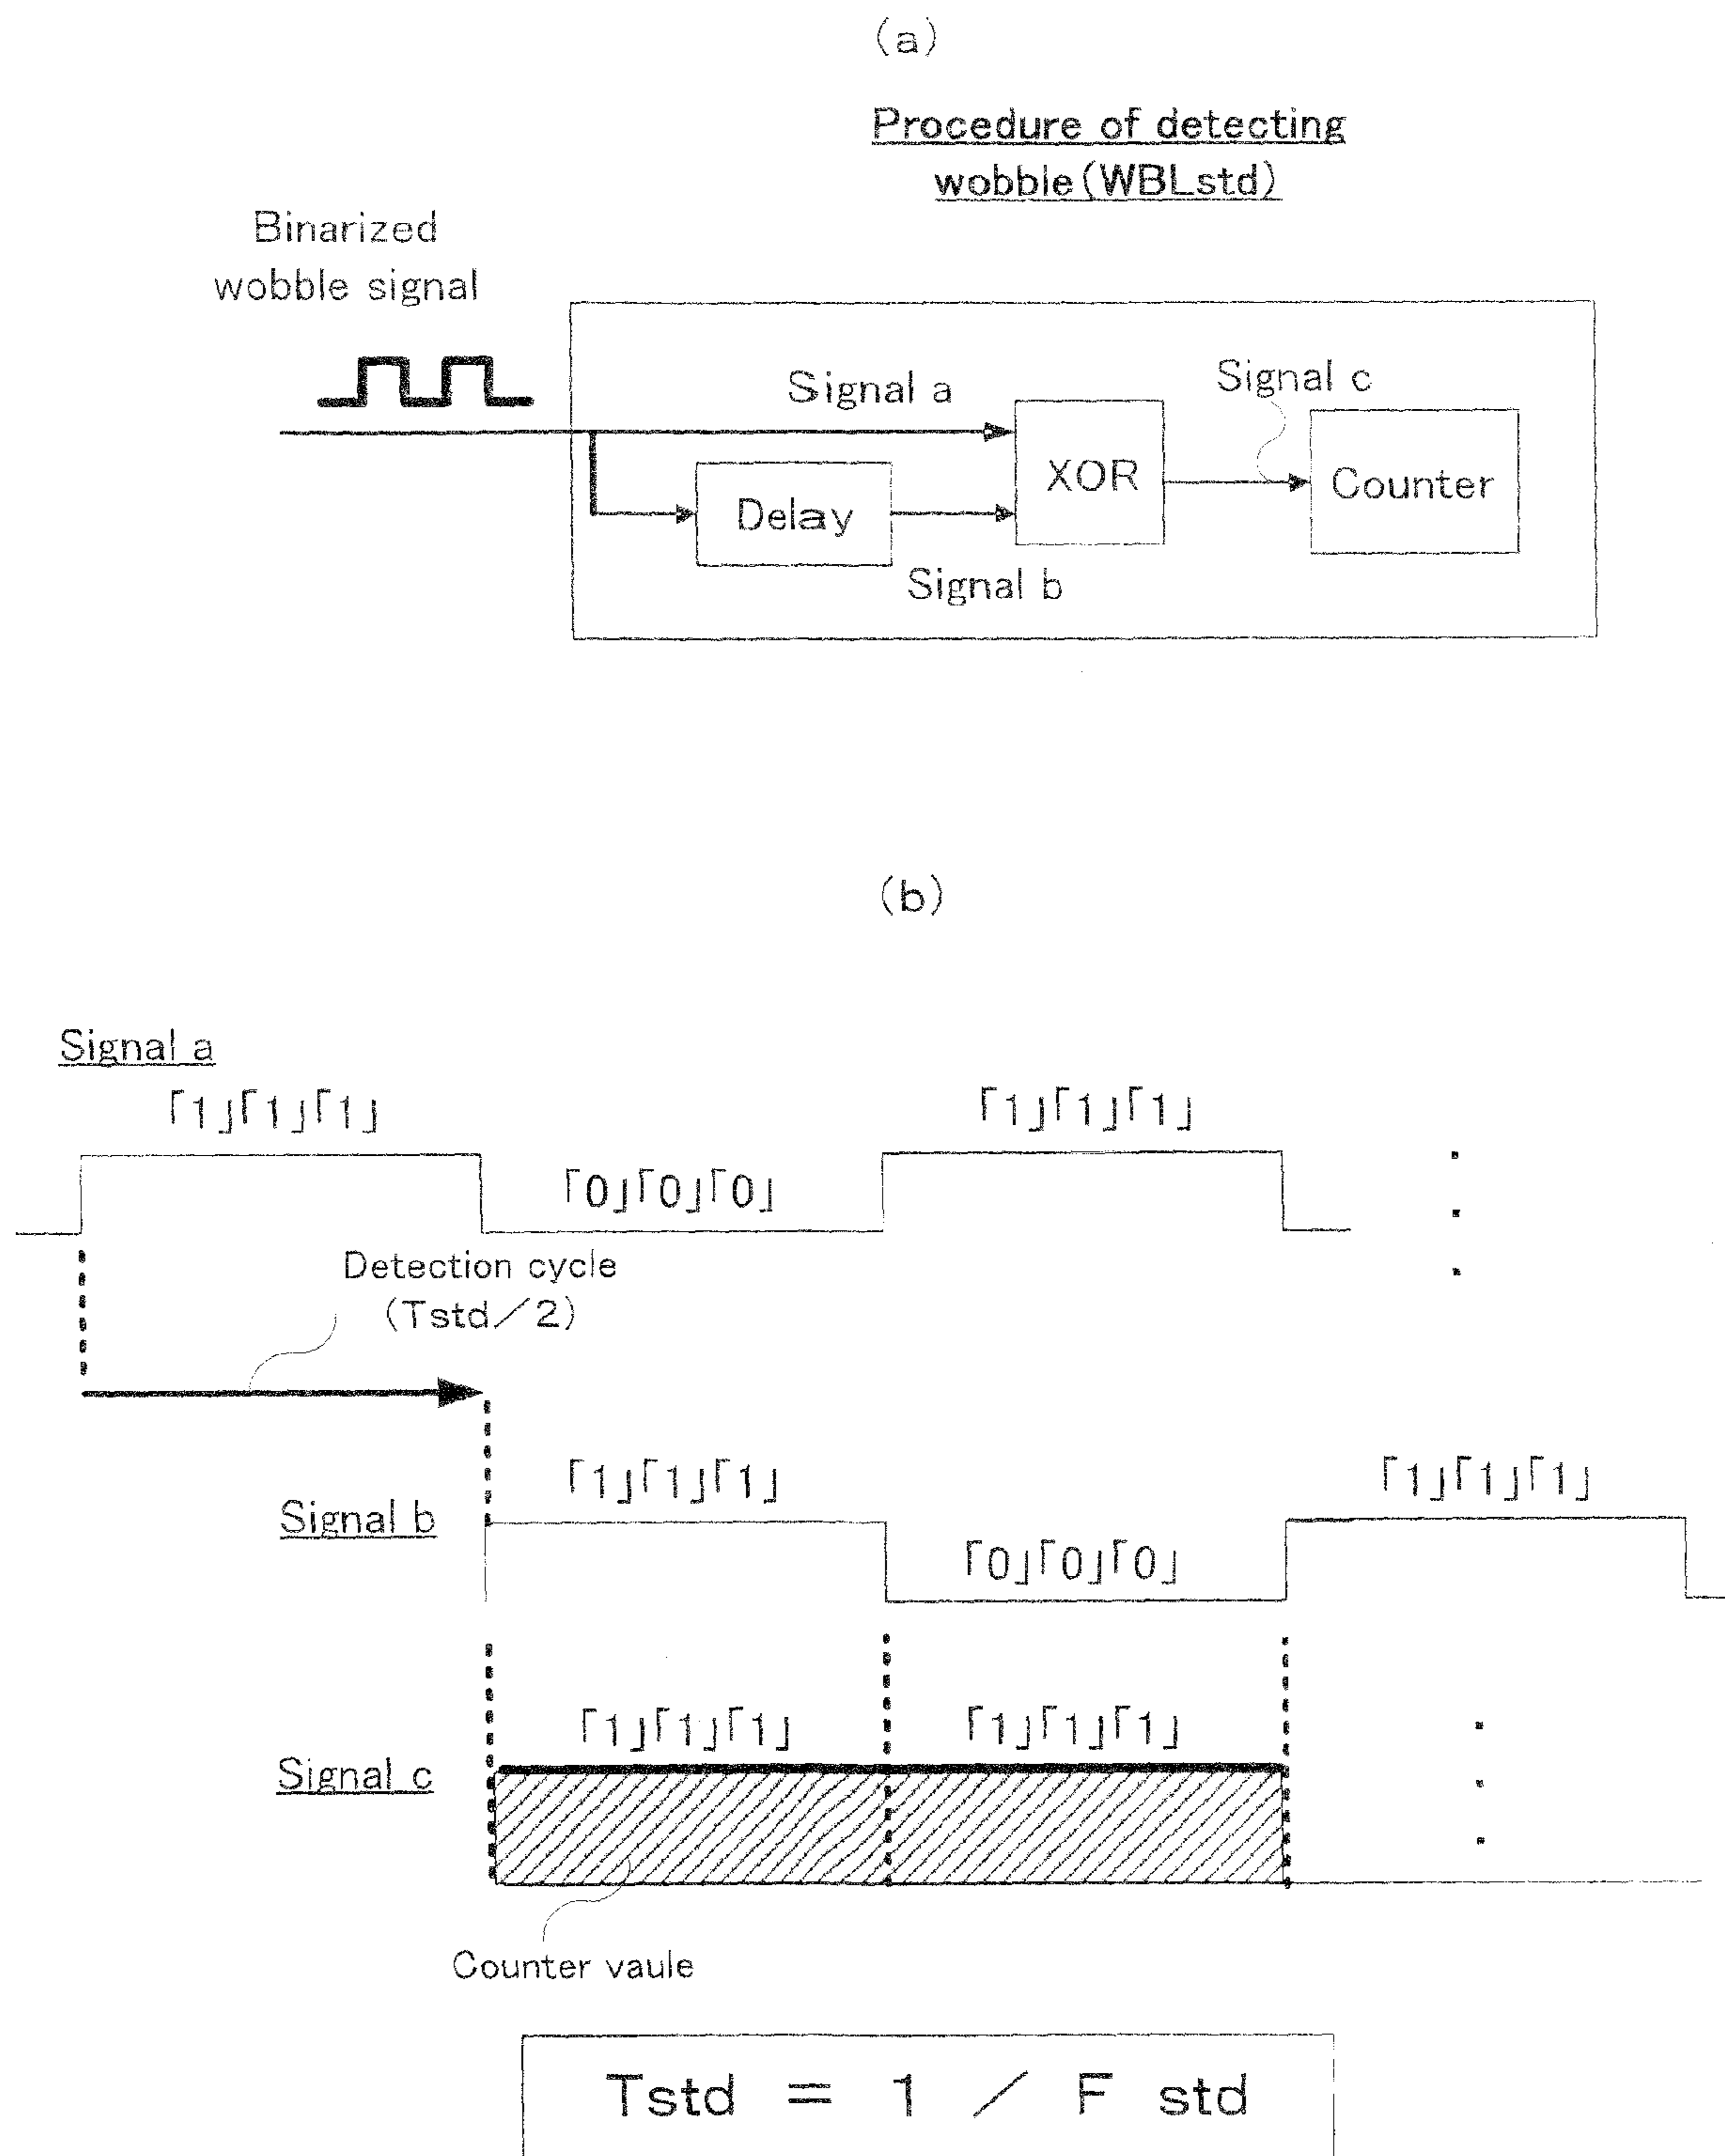 (a)
Procedure of detecting
wobble(WBLstd)
Binarized
wobble signal
Signal a
Signal c
XOR
Counter
Delay
Signal b
(b)
Signal a
｢1｣｢1｣｢1｣
｢1｣｢1｣｢1｣
｢0｣｢0｣｢0｣
Detection cycle
(Tstd／2)
｢1｣｢1｣｢1｣
｢1｣｢1｣｢1｣
Signal b
｢0｣｢0｣｢0｣
｢1｣｢1｣｢1｣
｢1｣｢1｣｢1｣
Signal c
Counter vaule
Tstd = 1 ／ F std